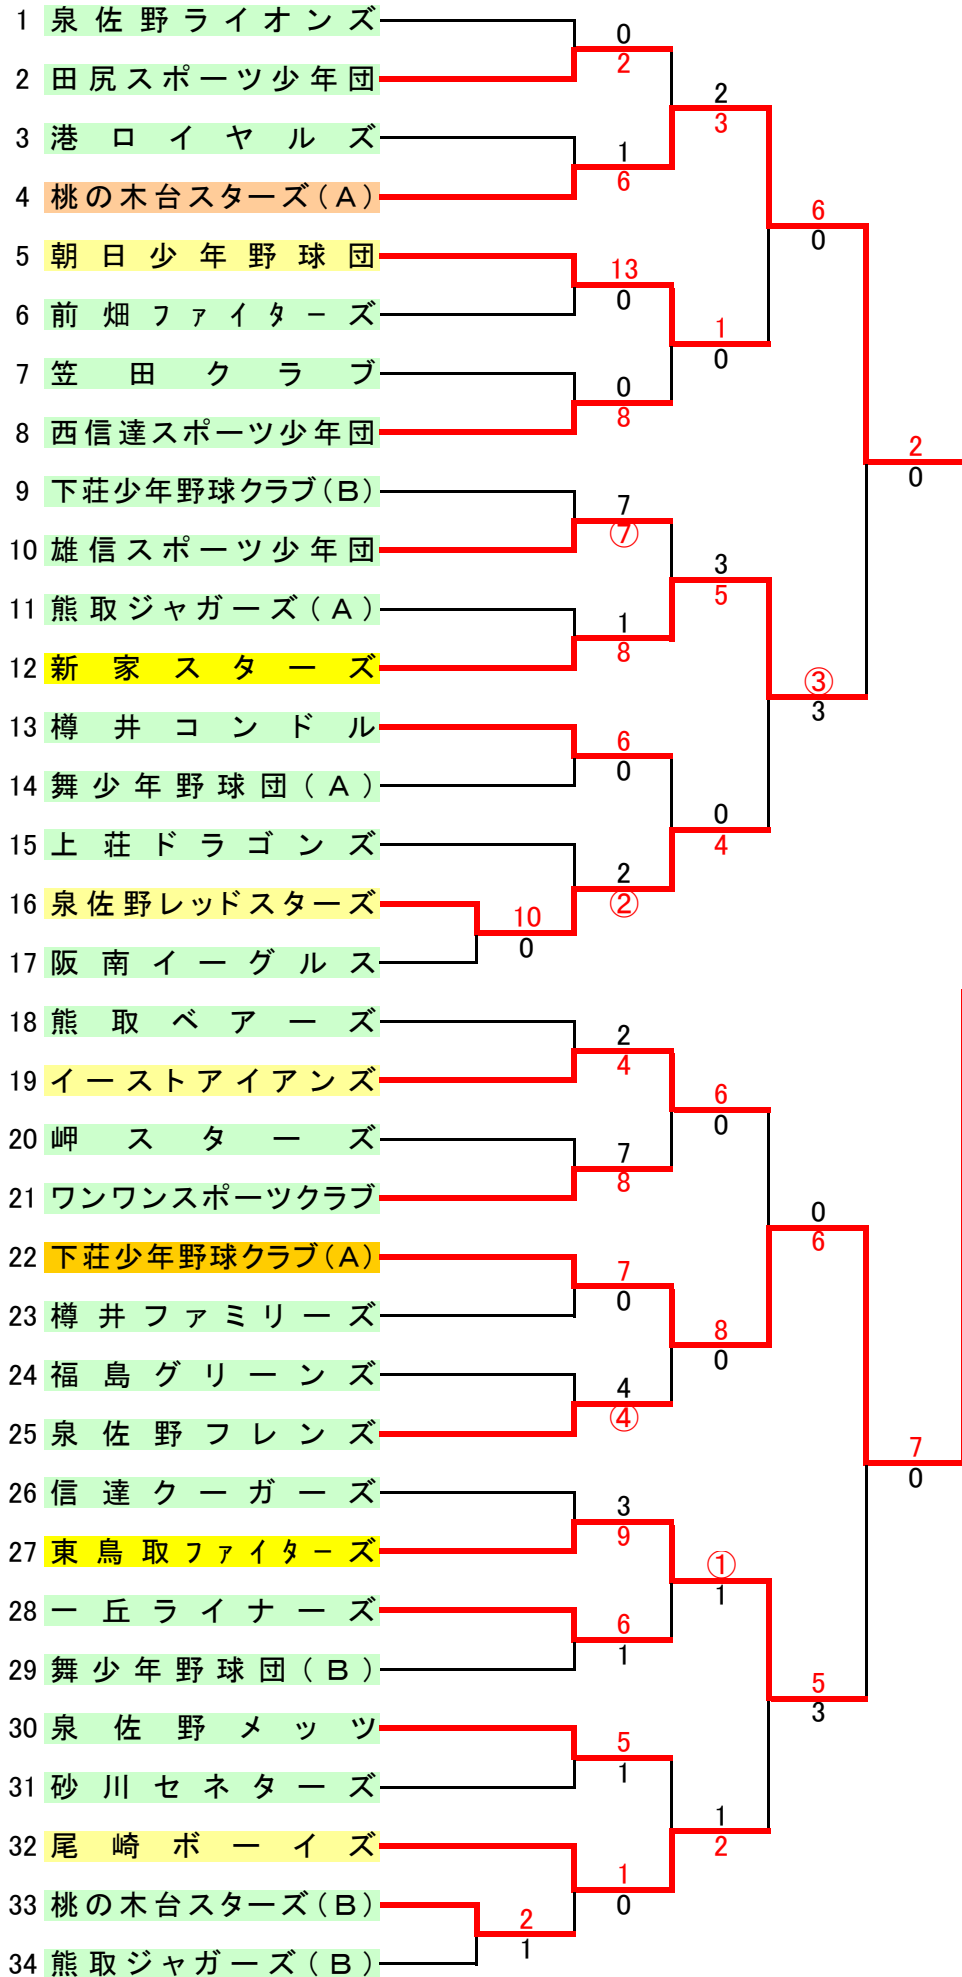 1 泉佐野ライオンズ
0
2 田尻スポーツ少年団
2
2
3 港ロイヤルズ
3
1
4 桃の木台スターズ(A)
6
6
0
5 朝日少年野球団
13
0
6 前畑ファイターズ
1
0
7 笠田クラブ
0
8 西信達スポーツ少年団
8
2
0
9 下荘少年野球クラブ(B)
7
⑦
10 雄信スポーツ少年団
3
5
11 熊取ジャガーズ(A)
1
8
12 新家スターズ
③
3
13 樽井コンドル
6
0
14 舞少年野球団(A)
0
4
15 上荘ドラゴンズ
2
②
16 泉佐野レッドスターズ
10
0
17 阪南イーグルス
18 熊取ベアーズ
2
4
19 イーストアイアンズ
6
0
20 岬スターズ
7
8
21 ワンワンスポーツクラブ
0
6
22 下荘少年野球クラブ(A)
7
0
23 樽井ファミリーズ
8
0
24 福島グリーンズ
4
④
25 泉佐野フレンズ
7
0
26 信達クーガーズ
3
9
27 東鳥取ファイターズ
①
1
28 一丘ライナーズ
6
1
29 舞少年野球団(B)
5
3
30 泉佐野メッツ
5
1
31 砂川セネターズ
1
2
32 尾崎ボーイズ
1
0
33 桃の木台スターズ(B)
2
1
34 熊取ジャガーズ(B)